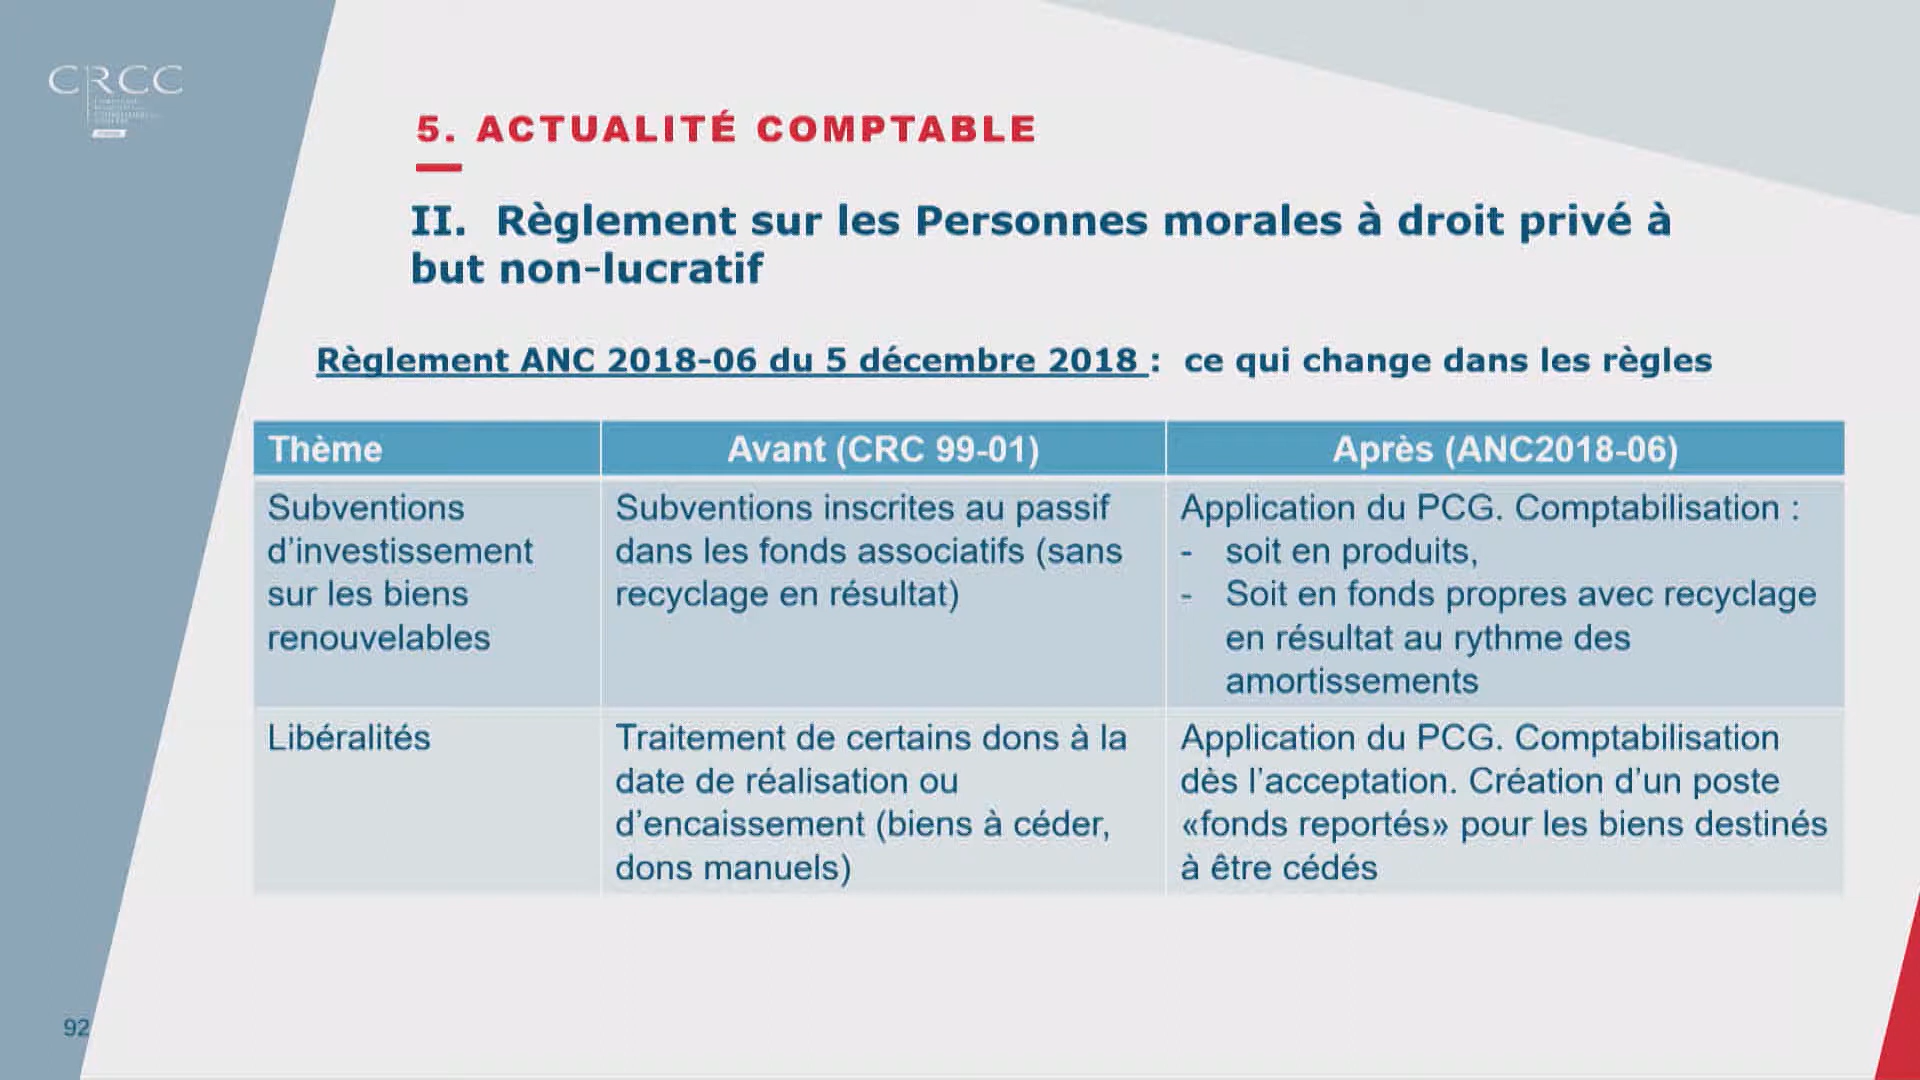 CRCC
5. ACTUALITÉ COMPTABLE
II. Règlement sur les Personnes morales à droit privé à
but non-lucratif
Règlement ANC 2018-06 du 5 décembre 2018 : ce qui change dans les règles
Thème
Avant (CRC 99-01)
Après (ANC2018-06)
Subventions
d’investissement
sur les biens
renouvelables
Subventions inscrites au passif
dans les fonds associatifs (sans
recyclage en résultat)
Application du PCG. Comptabilisation :
- soit en produits,
- Soit en fonds propres avec recyclage
en résultat au rythme des
amortissements
Libéralités
Traitement de certains dons à la
date de réalisation ou
d’encaissement (biens à céder,
dons manuels)
Application du PCG. Comptabilisation
dès l’acceptation. Création d’un poste
«fonds reportés» pour les biens destinés
à être cédés
92